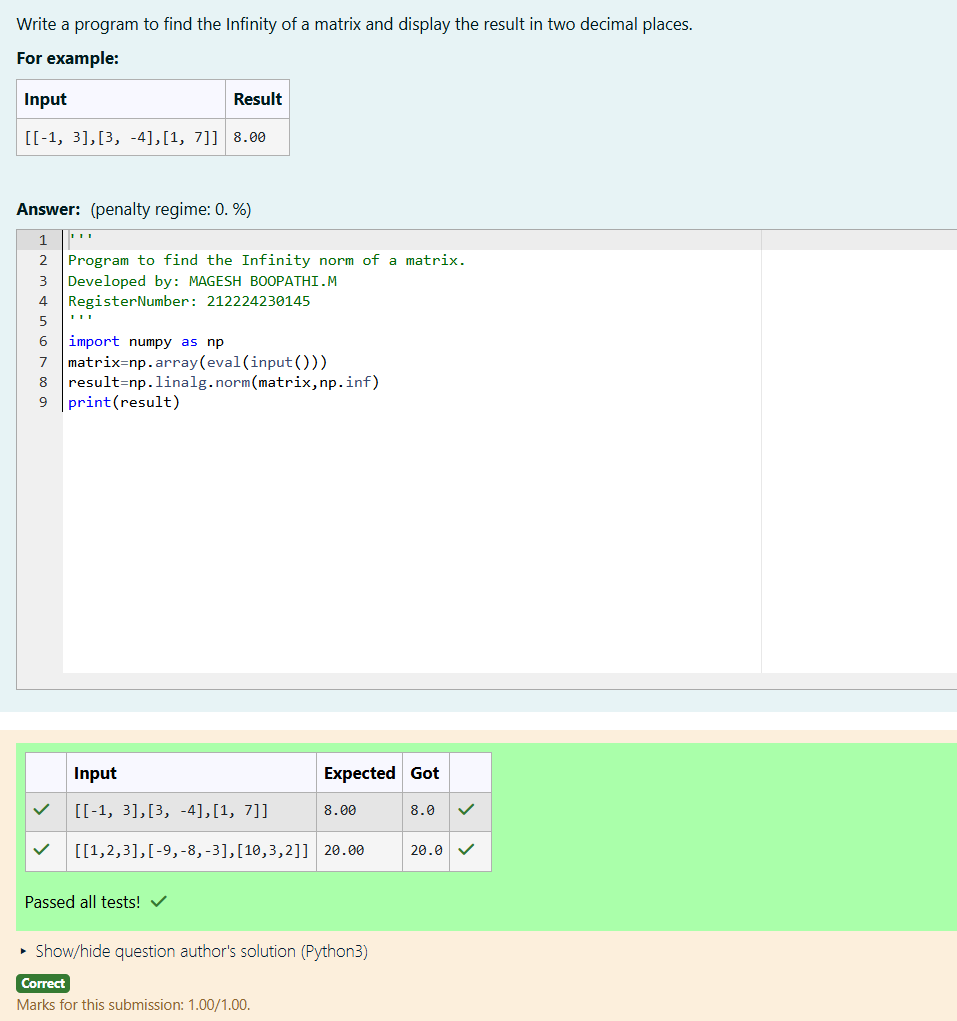 Write a program to find the Infinity of a matrix and display the result in two decimal places.
For example:
Input Result
[[-1, 3],[3, -4],[1, 7]] 8.00
Answer: (penalty regime: 0. %)
1 '''
2 Program to find the Infinity norm of a matrix.
3 Developed by: MAGESH BOOPATHI.M
4 RegisterNumber: 212224230145
5 '''
6 import numpy as np
7 matrix=np.array(eval(input()))
8 result=np.linalg.norm(matrix,np.inf)
9 print(result)
Input Expected Got
[[-1, 3],[3, -4],[1, 7]] 8.00 8.0
[[1,2,3],[-9,-8,-3],[10,3,2]] 20.00 20.0
Passed all tests!
Show/hide question author's solution (Python3)
Correct
Marks for this submission: 1.00/1.00.